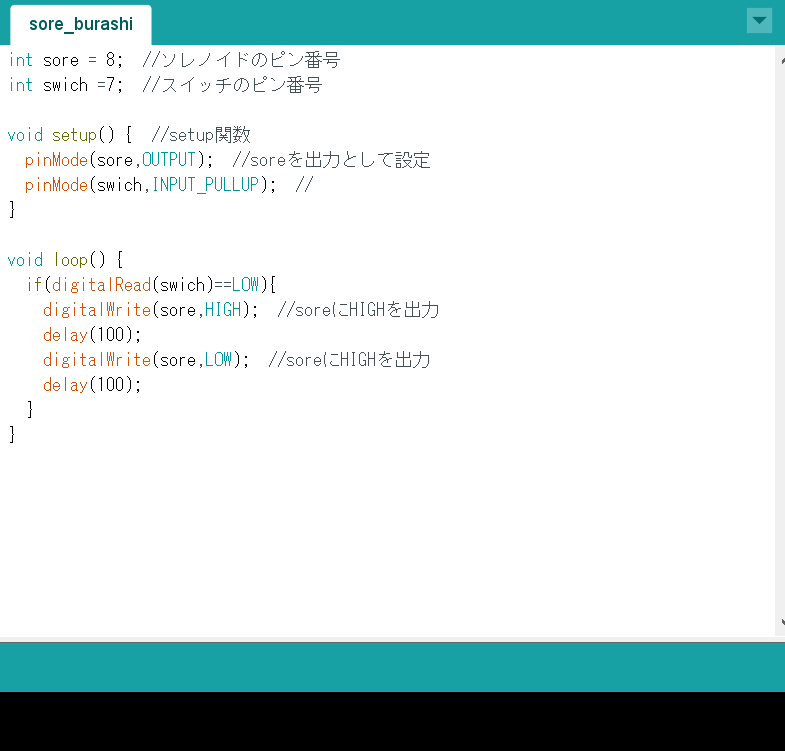 sore_burashi
int sore = 8;  //ソレノイドのピン番号
int swich =7;  //スイッチのピン番号
void setup() {  //setup関数
  pinMode(sore,OUTPUT);  //soreを出力として設定
  pinMode(swich,INPUT_PULLUP);  //
}
void loop() {
  if(digitalRead(swich)==LOW){
    digitalWrite(sore,HIGH);  //soreにHIGHを出力
    delay(100);
    digitalWrite(sore,LOW);  //soreにHIGHを出力
    delay(100);
  }
}